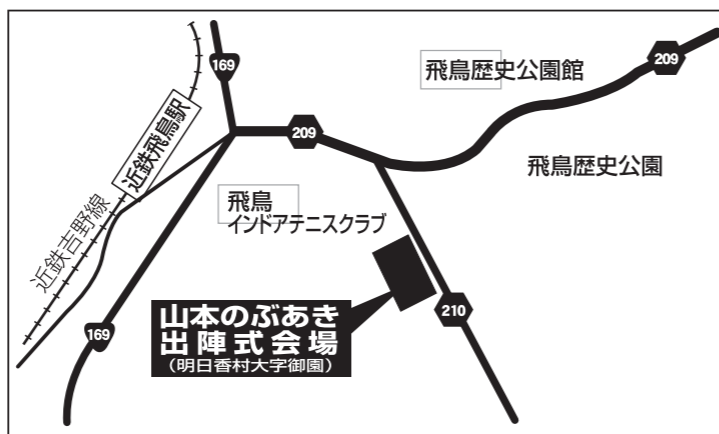 169
飛鳥歴史公園館
209
近鉄飛鳥駅
209
飛鳥歴史公園
飛鳥
インドアテニスクラブ
近鉄吉野線
山本のぶあき
出陣式会場
(明日香村大字御園)
210
169